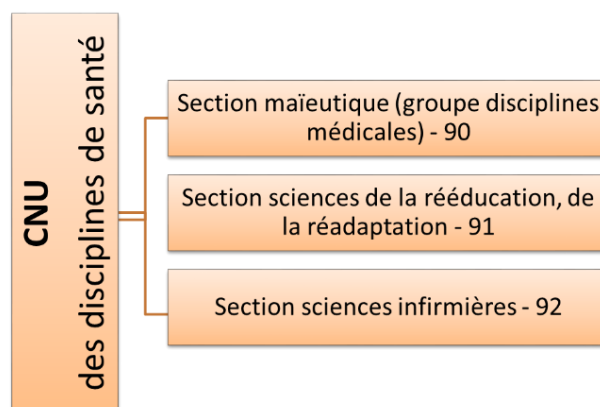 CNU
des disciplines de santé
Section maïeutique (groupe disciplines
médicales) - 90
Section sciences de la rééducation, de
la réadaptation - 91
Section sciences infirmières - 92